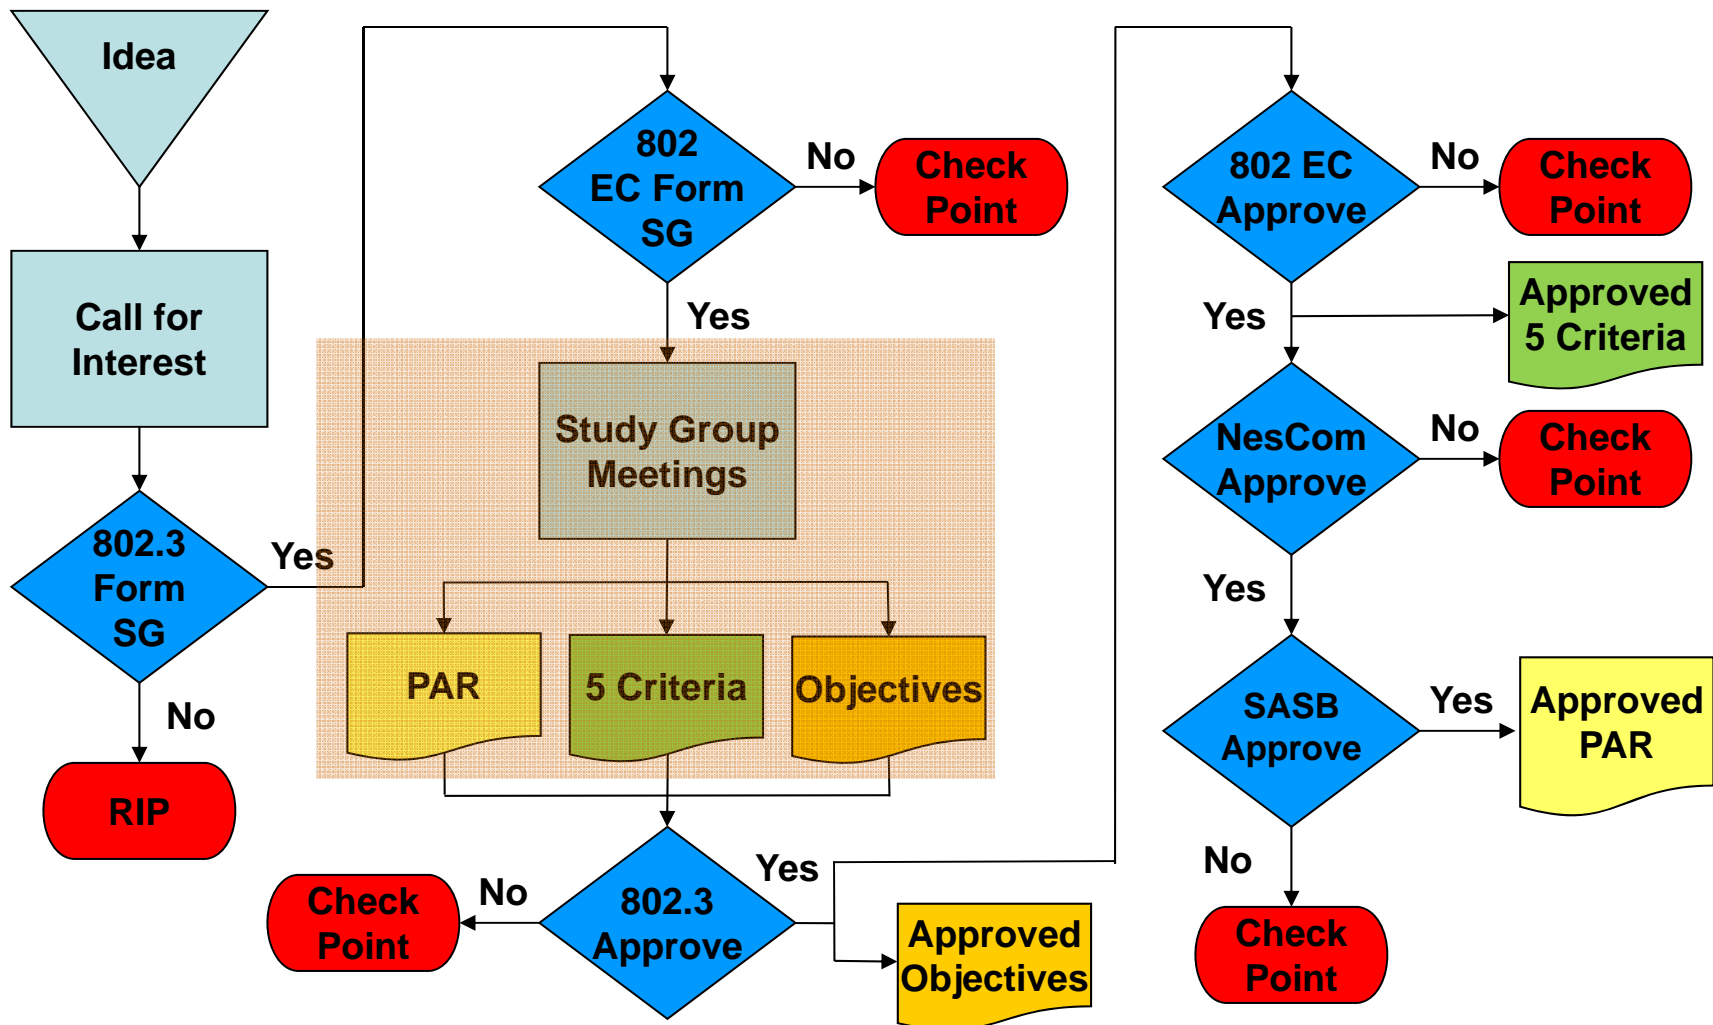 Idea
Call for
Interest
802.3
Form
SG
Yes
No
RIP
802
EC Form
SG
No
Check
Point
Yes
Study Group
Meetings
PAR
5 Criteria
Objectives
802.3
Approve
No
Check
Point
Yes
Approved
Objectives
802 EC
Approve
No
Check
Point
Yes
Approved
5 Criteria
NesCom
Approve
No
Check
Point
Yes
SASB
Approve
Yes
Approved
PAR
No
Check
Point